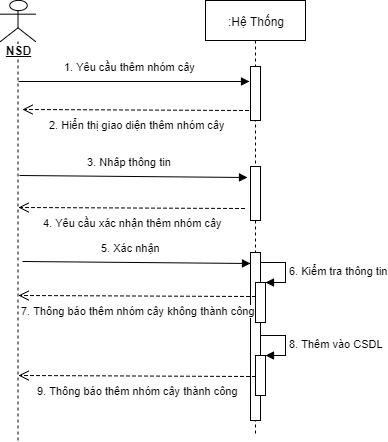 :Hệ Thống
NSD
1. Yêu cầu thêm nhóm cây
2. Hiển thị giao diện thêm nhóm cây
3. Nhâp thông tin
4. Yêu cầu xác nhận thêm nhóm cây
5. Xác nhận
6. Kiểm tra thông tin
7. Thông báo thêm nhóm cây không thành công
8. Thêm vào CSDL
9. Thông báo thêm nhóm cây thành công